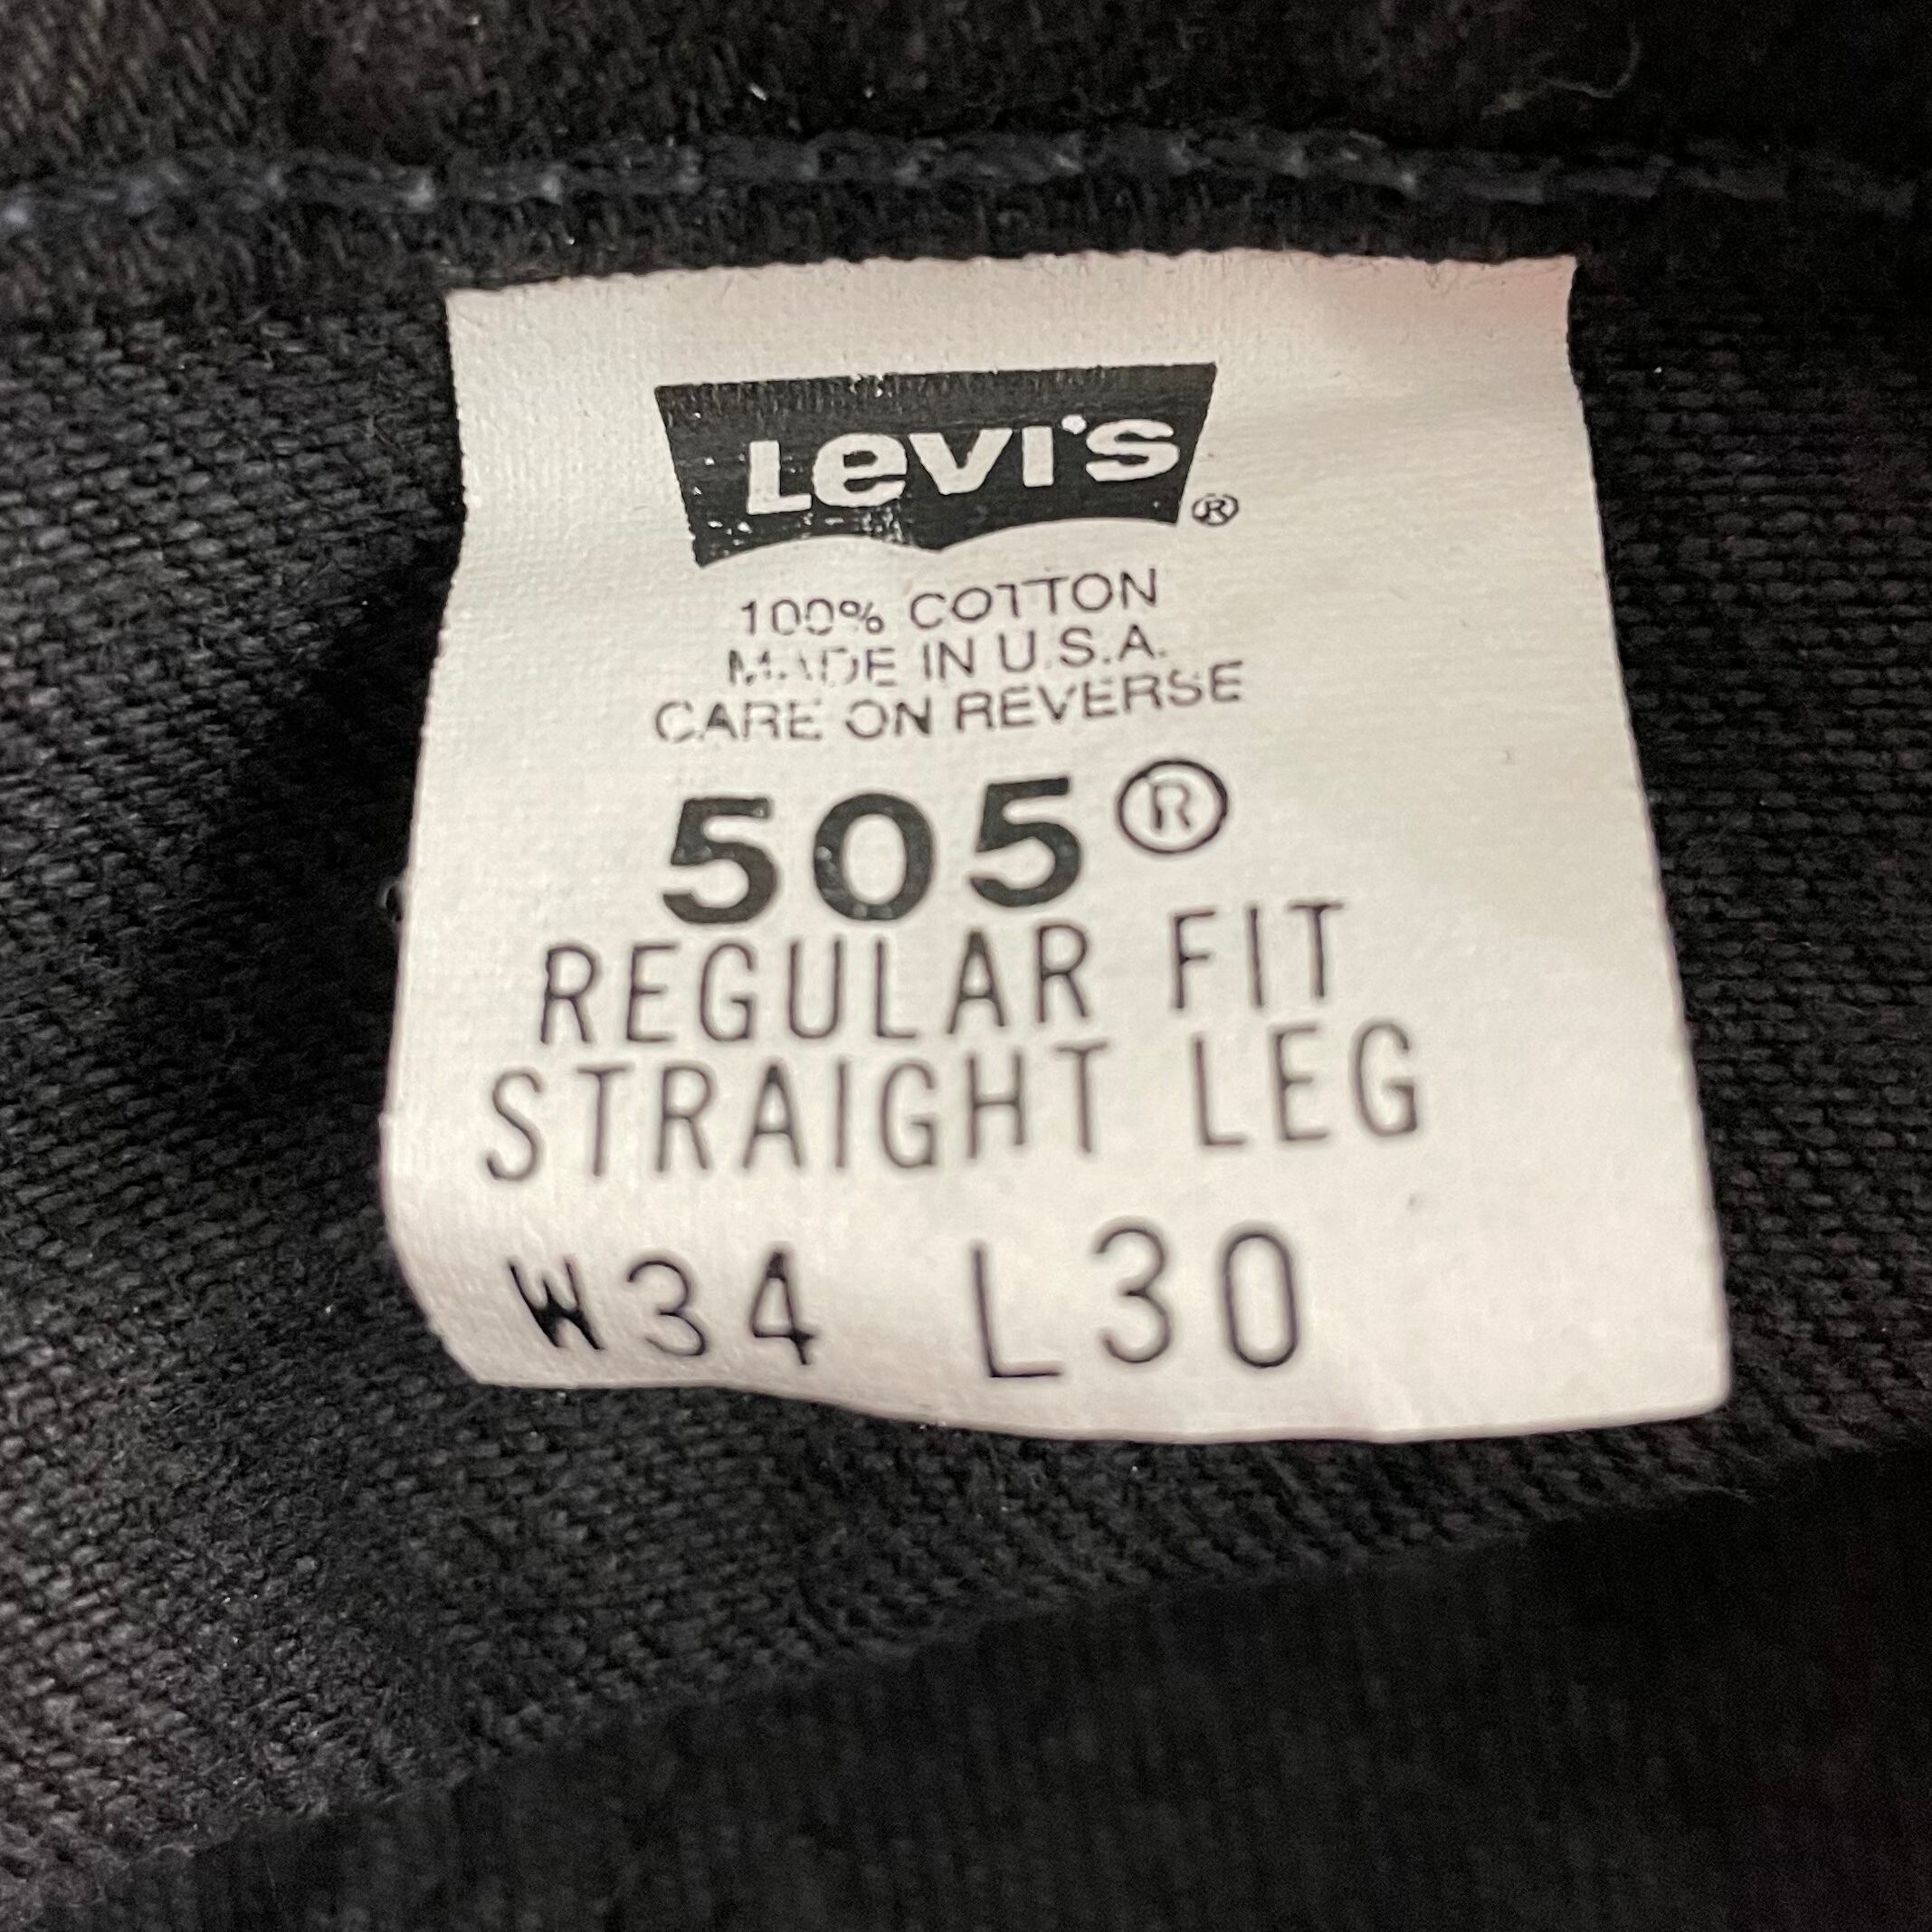 Levi's®
100% COTTON
MADE IN U.S.A.
CARE ON REVERSE
505®
REGULAR FIT
STRAIGHT LEG
W34 L30